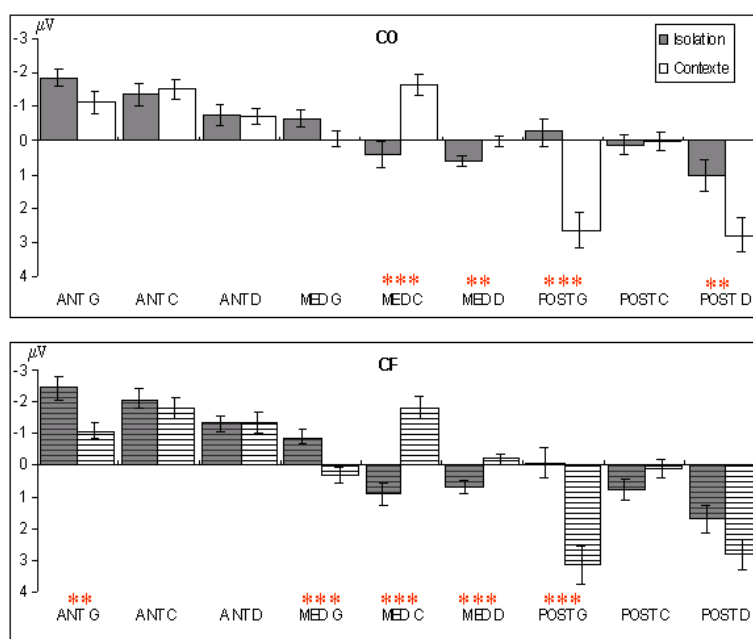 μV
CO
-3
-2
-1
0
1
2
3
4
Isolation
Contexte
*** ** *** **
ANT G ANT C ANT D MED G MED C MED D POST G POST C POST D
μV
CF
-3
-2
-1
0
1
2
3
4
** *** *** *** ***
ANT G ANT C ANT D MED G MED C MED D POST G POST C POST D